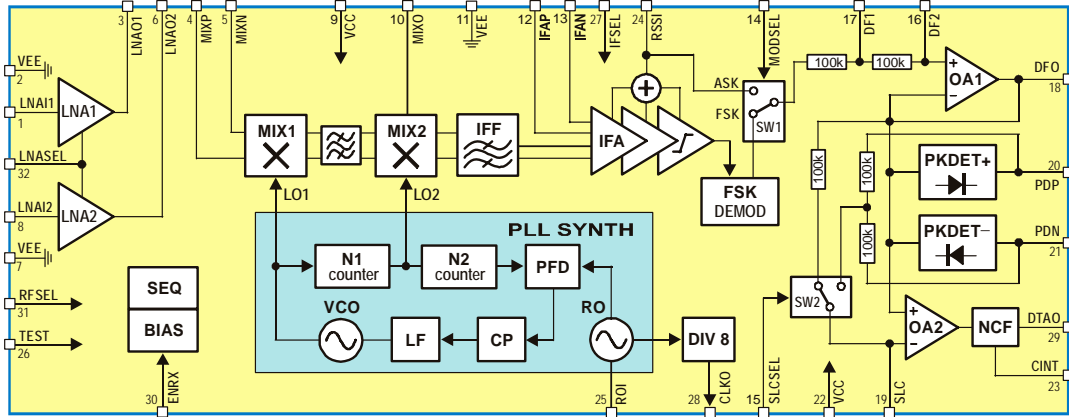 3 LNAO1
6 LNAO2
4 MIXP
5 MIXN
9 VCC
10 MIXO
11 VEE
12 IFAP
13 IFAN
27 IFSEL
24 RSSI
14 MODSEL
17 DF1
16 DF2
VEE
2
LNAI1
1
LNASEL
32
LNAI2
8
VEE
7
RFSEL
31
TEST
26
LNA1
LNA2
MIX1
MIX2
IFF
IFA
+
ASK
FSK
SW1
100k
100k
+
−
OA1
DFO
18
FSK
DEMOD
100k
100k
100k
PKDET+
20
PDP
PKDET−
PDN
21
LO1
LO2
PLL SYNTH
N1
counter
N2
counter
PFD
VCO
LF
CP
RO
DIV 8
SEQ
BIAS
SW2
+
−
OA2
NCF
DTAO
29
CINT
23
30 ENRX
25 ROI
28 CLKO
15 SLCSEL
22 VCC
19 SLC